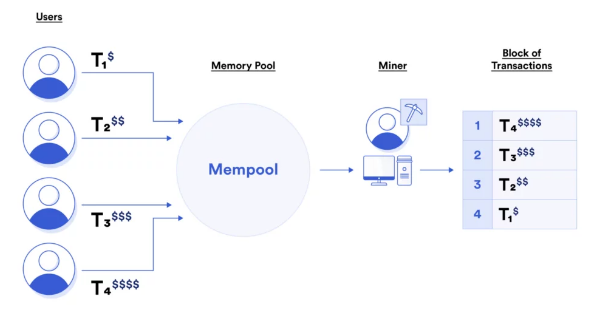 Users
T1$
T2$$
T3$$$
T4$$$$
Memory Pool
Mempool
Miner
Block of
Transactions
1 T4$$$$
2 T3$$$
3 T2$$
4 T1$